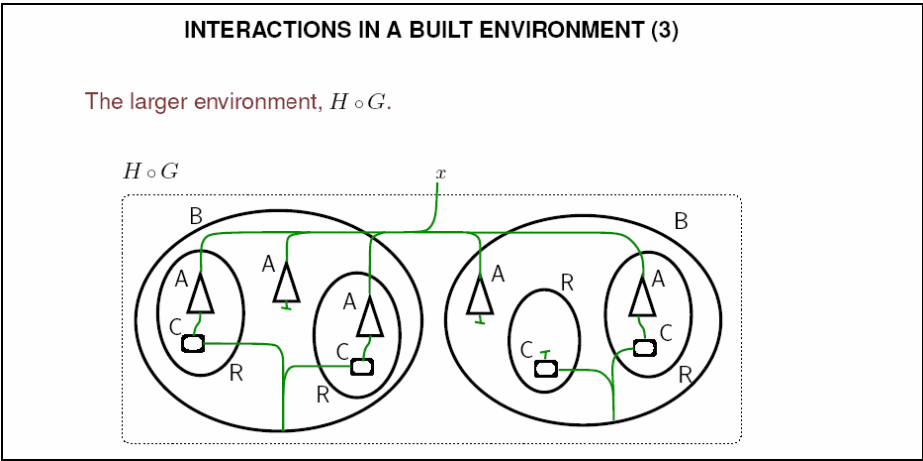 INTERACTIONS IN A BUILT ENVIRONMENT (3)
The larger environment, H ∘ G.
H ∘ G
x
B
B
A
A
A
A
R
A
C
C
C
C
R
R
R